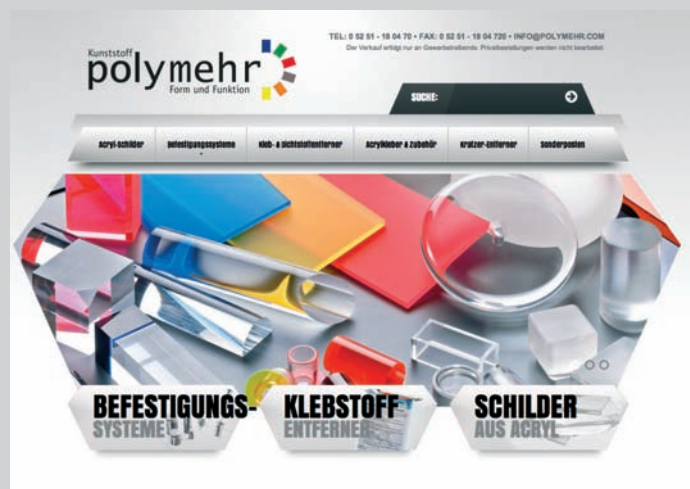 TEL: 0 52 51 - 18 04 70 • FAX: 0 52 51 - 18 04 720 • INFO@POLYMEHR.COM
Der Verkauf erfolgt nur an Gewerbetreibende. Privatbestellungen werden nicht bearbeitet.
Kunststoff
polymehr
Form und Funktion
SUCHE:
Acryl-Schilder Befestigungssysteme Kleb- & Dichtstoffentferner Acrylkleber & Zubehör Kratzer-Entferner Sonderposten
BEFESTIGUNGS-
SYSTEME
KLEBSTOFF
ENTFERNER
SCHILDER
AUS ACRYL